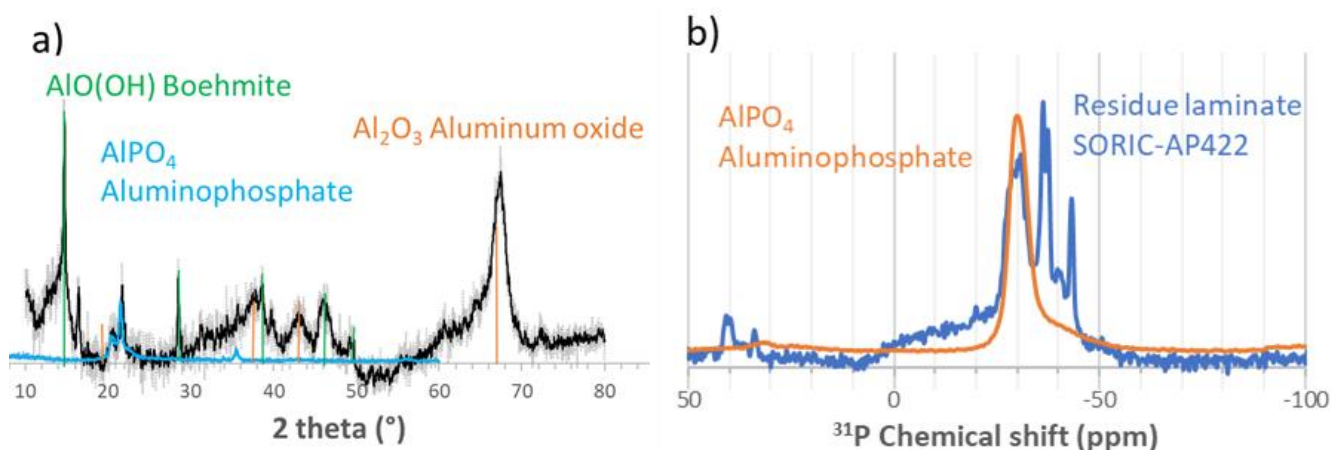 a)
AlO(OH) Boehmite
AlPO₄
Aluminophosphate
Al₂O₃ Aluminum oxide
10 20 30 40 50 60 70 80
2 theta (°)
b)
AlPO₄
Aluminophosphate
Residue laminate
SORIC-AP422
50 0 -50 -100
³¹P Chemical shift (ppm)